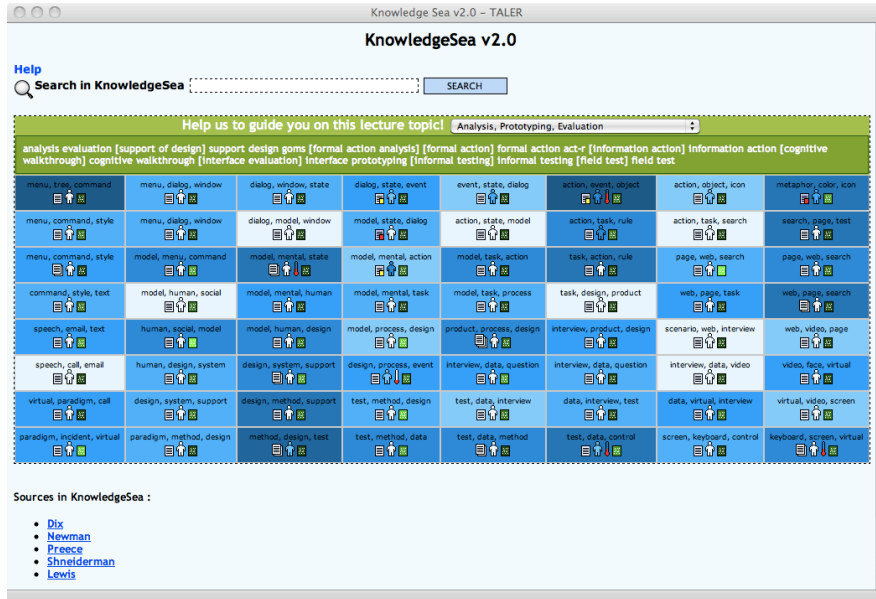 Knowledge Sea v2.0 – TALER
KnowledgeSea v2.0
Help
Search in KnowledgeSea SEARCH
Help us to guide you on this lecture topic! Analysis, Prototyping, Evaluation
analysis evaluation [support of design] support design goms [formal action analysis] [formal action] formal action act-r [information action] information action [cognitive
walkthrough] cognitive walkthrough [interface evaluation] interface prototyping [informal testing] informal testing [field test] field test
menu, tree, command menu, dialog, window dialog, window, state dialog, state, event event, state, dialog action, event, object action, object, icon metaphor, color, icon
menu, command, style menu, dialog, window dialog, model, window model, state, dialog action, state, model action, task, rule action, task, search search, page, test
menu, command, style model, menu, command model, mental, state model, mental, action model, task, action task, action, rule page, web, search page, web, search
command, style, text model, human, social model, mental, human model, mental, task model, task, process task, design, product web, page, task web, page, search
speech, email, text human, social, model model, human, design model, process, design product, process, design interview, product, design scenario, web, interview web, video, page
speech, call, email human, design, system design, system, support design, process, event interview, data, question interview, data, question interview, data, video video, face, virtual
virtual, paradigm, call design, system, support design, method, support test, method, design test, data, interview data, interview, test data, virtual, interview virtual, video, screen
paradigm, incident, virtual paradigm, method, design method, design, test test, method, data test, data, method test, data, control screen, keyboard, control keyboard, screen, virtual
Sources in KnowledgeSea :
Dix
Newman
Preece
Shneiderman
Lewis